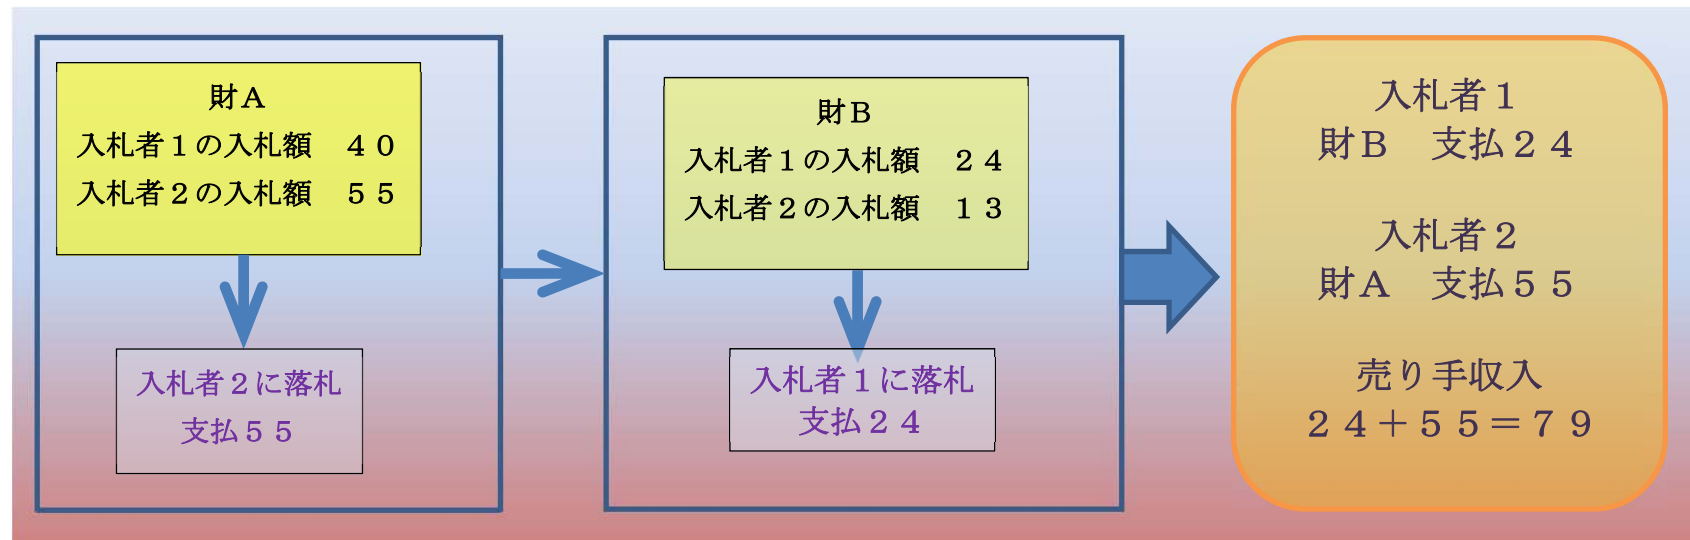 財A
入札者1の入札額　40
入札者2の入札額　55
入札者2に落札
支払55
財B
入札者1の入札額　24
入札者2の入札額　13
入札者1に落札
支払24
入札者1
財B　支払24
入札者2
財A　支払55
売り手収入
24+55=79